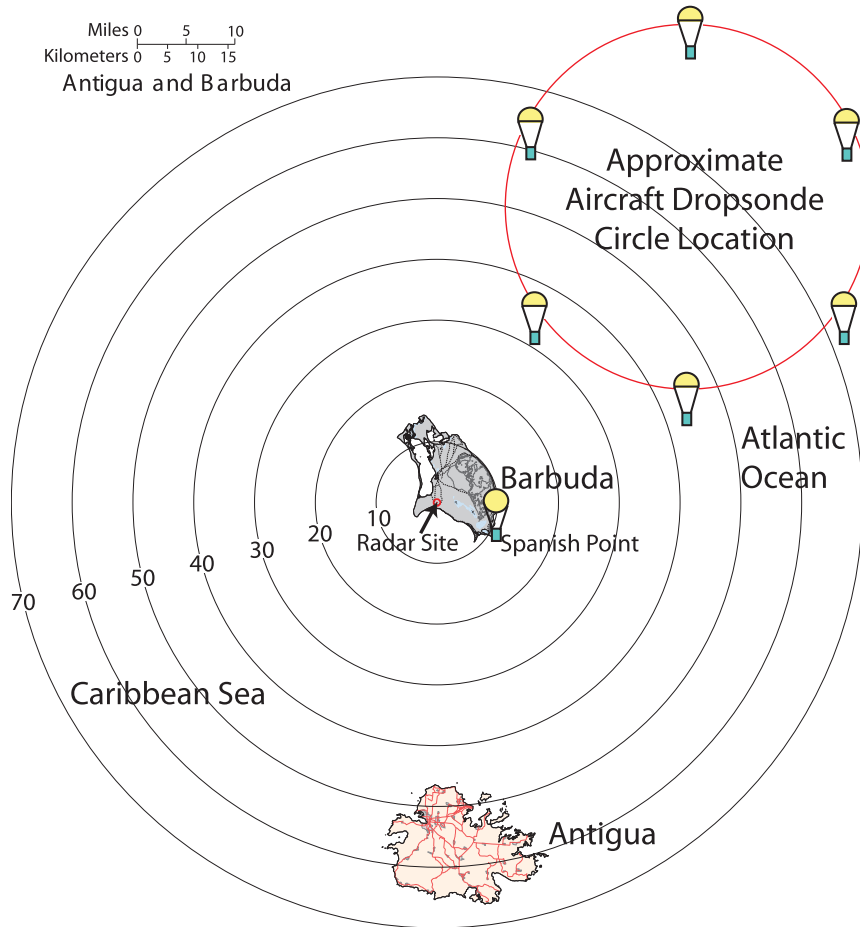 Miles 0 5 10
Kilometers 0 5 10 15
Antigua and Barbuda
Approximate
Aircraft Dropsonde
Circle Location
Atlantic
Ocean
Barbuda
Radar Site
Spanish Point
10
20
30
40
50
60
70
Caribbean Sea
Antigua